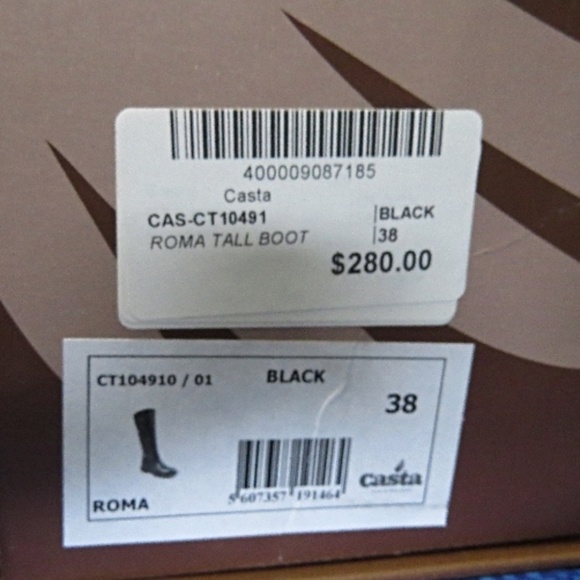 400009087185
Casta
CAS-CT10491 |BLACK
ROMA TALL BOOT |38
$280.00
CT104910 / 01 BLACK
38
5 607357 191464
casta
ROMA